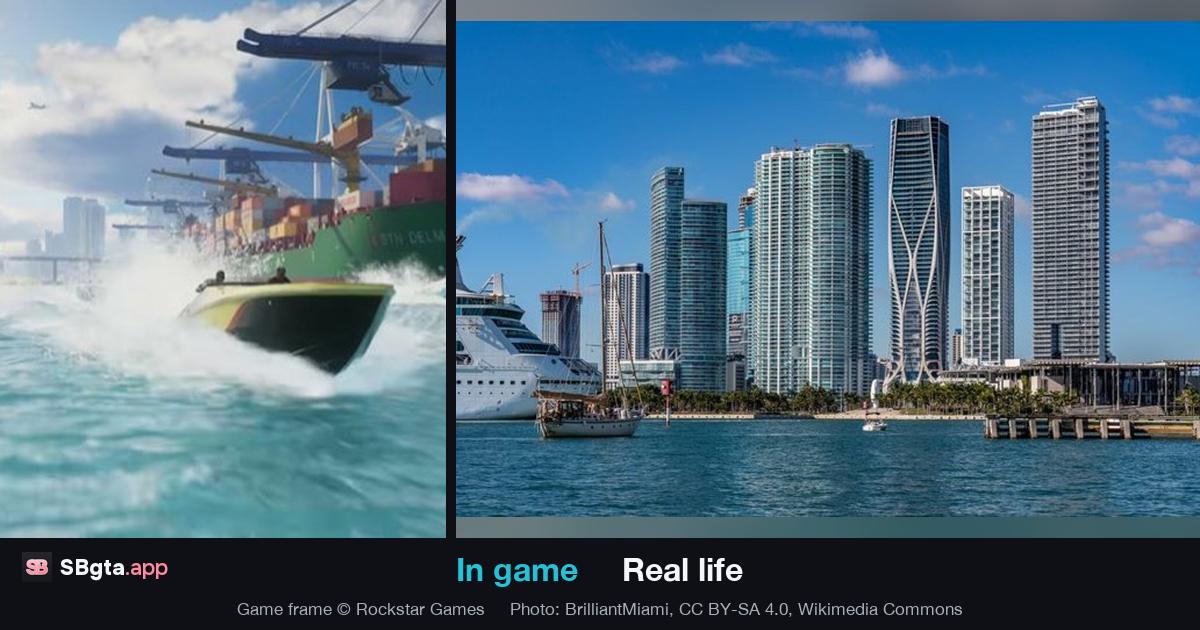 SB SBgta.app
In game Real life
Game frame © Rockstar Games Photo: BrilliantMiami, CC BY-SA 4.0, Wikimedia Commons